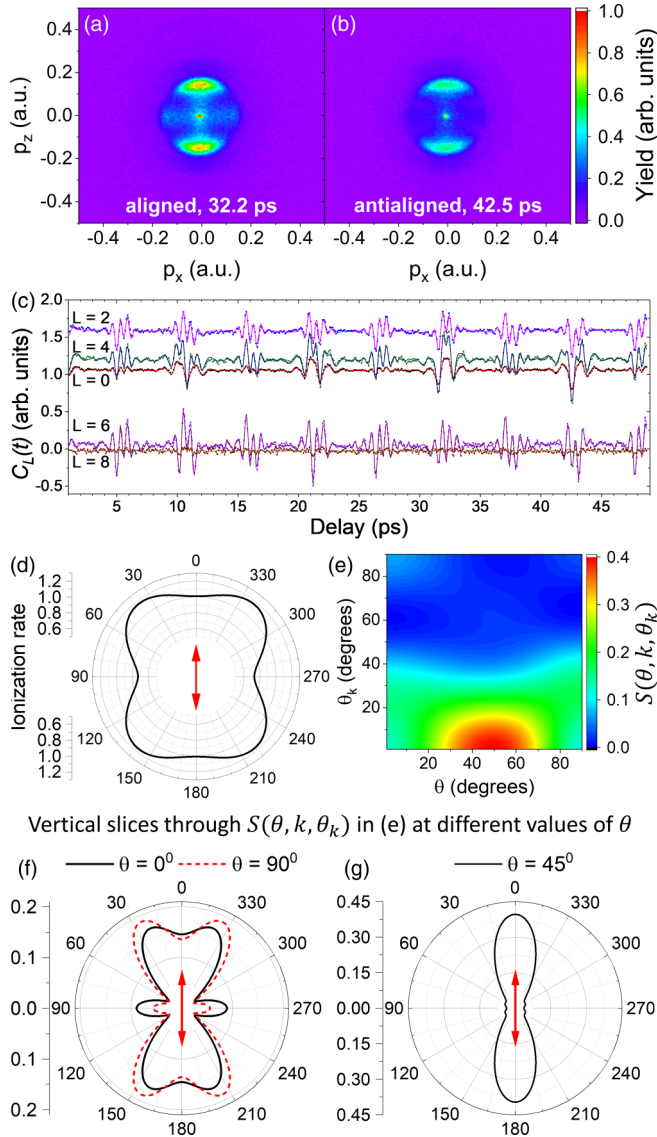 (a)
(b)
0.4
0.2
0.0
-0.2
-0.4
p_z (a.u.)
aligned, 32.2 ps
antialigned, 42.5 ps
-0.4 -0.2 0.0 0.2 0.4
-0.4 -0.2 0.0 0.2 0.4
p_x (a.u.)
p_x (a.u.)
1.0
0.8
0.6
0.4
0.2
0.0
Yield (arb. units)
(c)
2.0
1.5
1.0
0.5
0.0
-0.5
C_L(t) (arb. units)
L = 2
L = 4
L = 0
L = 6
L = 8
5 10 15 20 25 30 35 40 45
Delay (ps)
(d)
Ionization rate
1.2
1.0
0.8
0.6
0.6
0.8
1.0
1.2
0
30
60
90
120
150
180
210
240
270
300
330
(e)
80
60
40
20
θ_k (degrees)
20 40 60 80
θ (degrees)
0.4
0.3
0.2
0.1
0.0
S(θ, k, θ_k)
Vertical slices through S(θ, k, θ_k) in (e) at different values of θ
(f)
θ = 0⁰
θ = 90⁰
0.2
0.1
0.0
0.1
0.2
0
30
60
90
120
150
180
210
240
270
300
330
(g)
θ = 45⁰
0.45
0.30
0.15
0.00
0.15
0.30
0.45
0
30
60
90
120
150
180
210
240
270
300
330